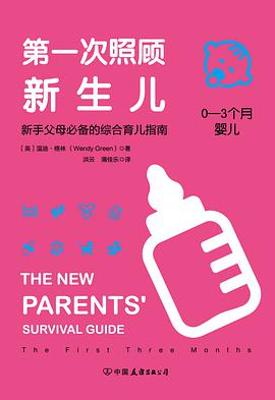 第一次照顾
新生儿
0—3个月
婴儿
新手父母必备的综合育儿指南
[英] 温迪·格林 (Wendy Green) 著
洪云 蒲佳乐 译
THE NEW
PARENTS'
SURVIVAL GUIDE
The First Three Months
中国友谊出版公司